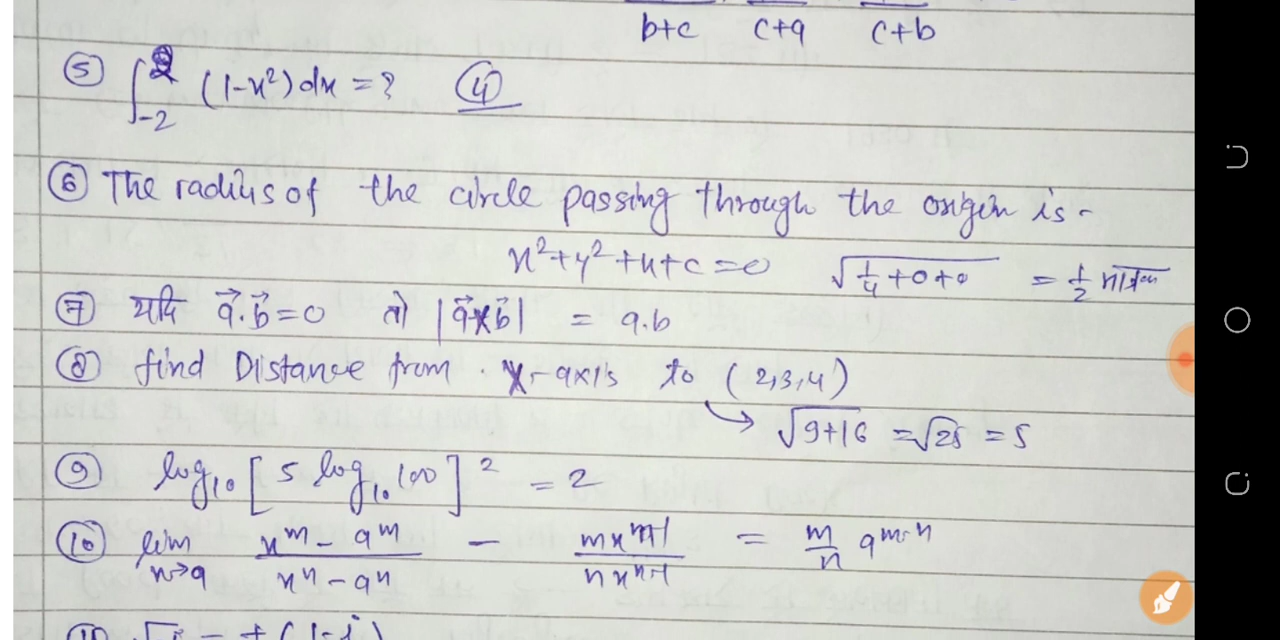 b+c c+a c+b
⑤ ∫₋₂² (1-x²)dx = ? ④
⑥ The radius of the circle passing through the origin is -
x²+y²+x+c=0 √(1/4+0+0) = 1/2
⑦ यदि a⃗.b⃗=0 तो |a⃗×b⃗| = a.b
⑧ find Distance from x-axis to (2,3,4)
√9+16 = √25 = 5
⑨ log₁₀[5 log₁₀100]² = 2
⑩ lim x→a (xᵐ - aᵐ)/(xⁿ - aⁿ) - (mxᵐ⁻¹)/(nxⁿ⁻¹) = m/n aᵐ⁻ⁿ